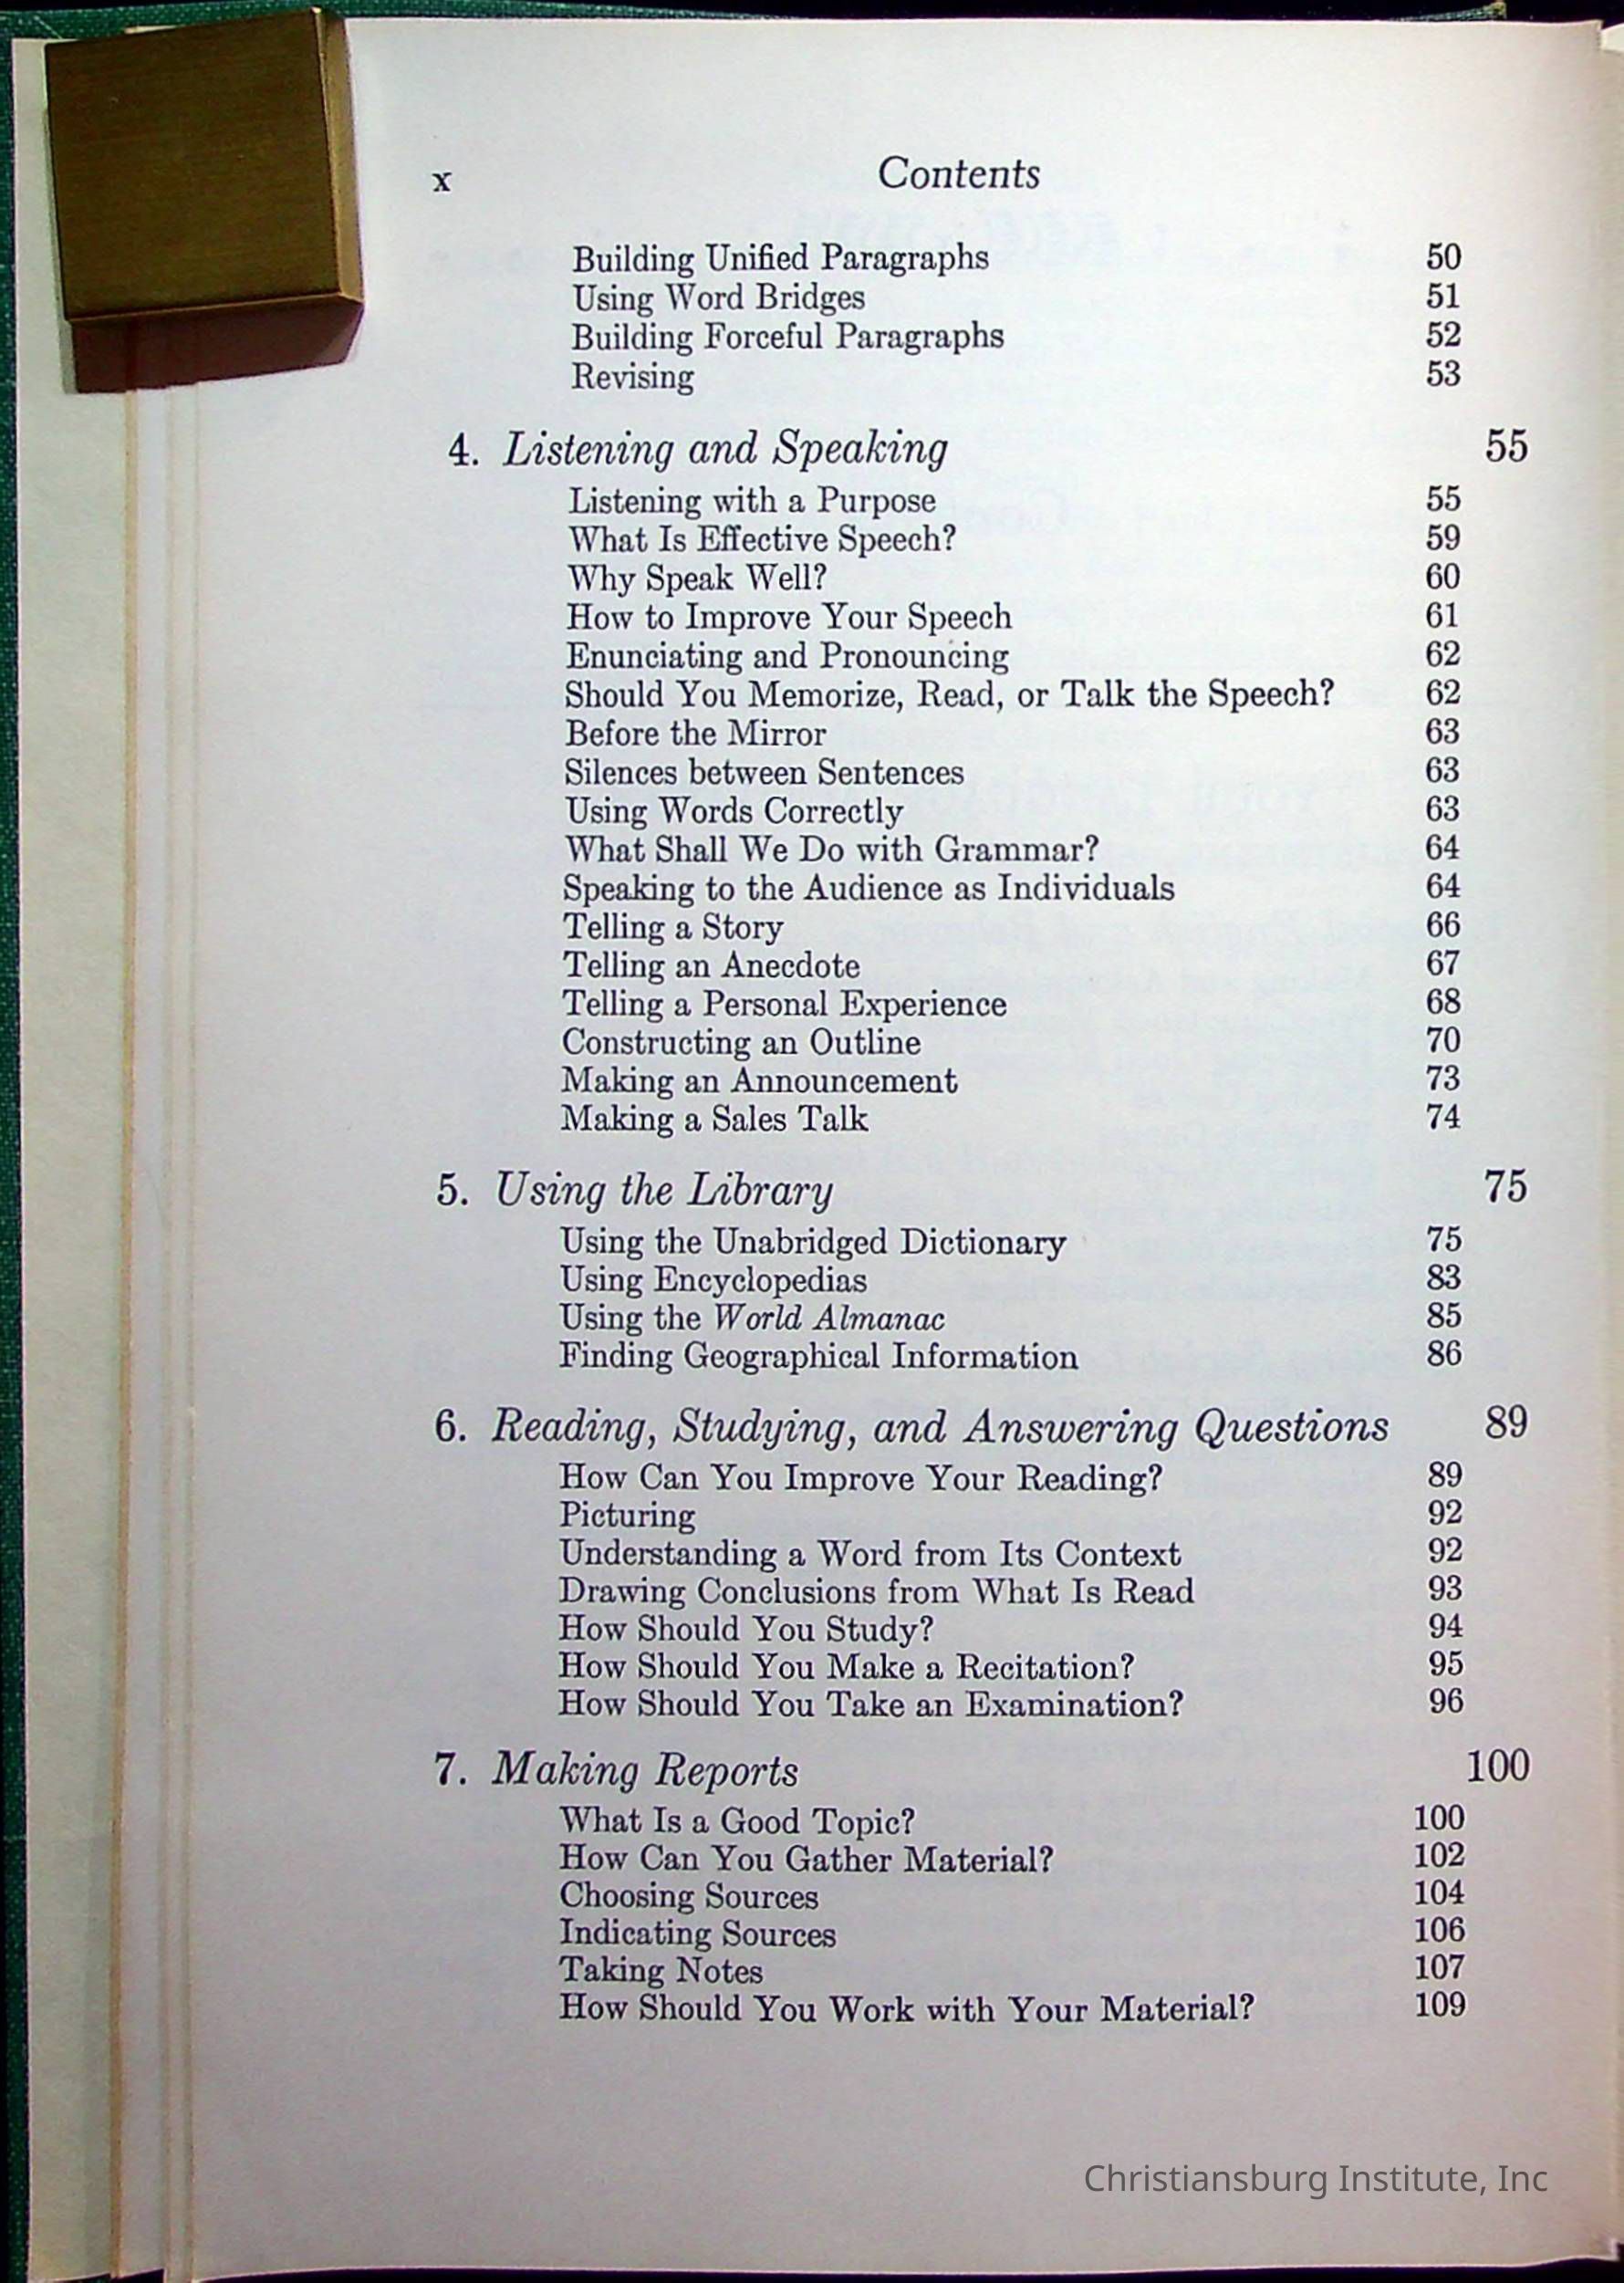 x Contents
Building Unified Paragraphs 50
Using Word Bridges 51
Building Forceful Paragraphs 52
Revising 53
4. Listening and Speaking 55
Listening with a Purpose 55
What Is Effective Speech? 59
Why Speak Well? 60
How to Improve Your Speech 61
Enunciating and Pronouncing 62
Should You Memorize, Read, or Talk the Speech? 62
Before the Mirror 63
Silences between Sentences 63
Using Words Correctly 63
What Shall We Do with Grammar? 64
Speaking to the Audience as Individuals 64
Telling a Story 66
Telling an Anecdote 67
Telling a Personal Experience 68
Constructing an Outline 70
Making an Announcement 73
Making a Sales Talk 74
5. Using the Library 75
Using the Unabridged Dictionary 75
Using Encyclopedias 83
Using the World Almanac 85
Finding Geographical Information 86
6. Reading, Studying, and Answering Questions 89
How Can You Improve Your Reading? 89
Picturing 92
Understanding a Word from Its Context 92
Drawing Conclusions from What Is Read 93
How Should You Study? 94
How Should You Make a Recitation? 95
How Should You Take an Examination? 96
7. Making Reports 100
What Is a Good Topic? 100
How Can You Gather Material? 102
Choosing Sources 104
Indicating Sources 106
Taking Notes 107
How Should You Work with Your Material? 109
Christiansburg Institute, Inc